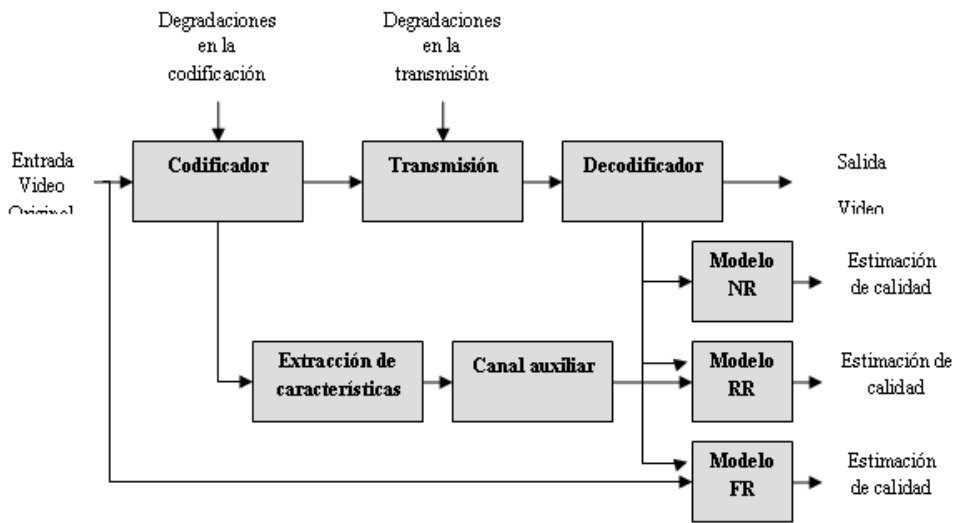 Degradaciones
en la
codificación
Degradaciones
en la
transmisión
Entrada
Video
Original
Codificador
Transmisión
Decodificador
Salida
Video
Modelo
NR
Estimación
de calidad
Extracción de
características
Canal auxiliar
Modelo
RR
Estimación de
calidad
Modelo
FR
Estimación
de calidad